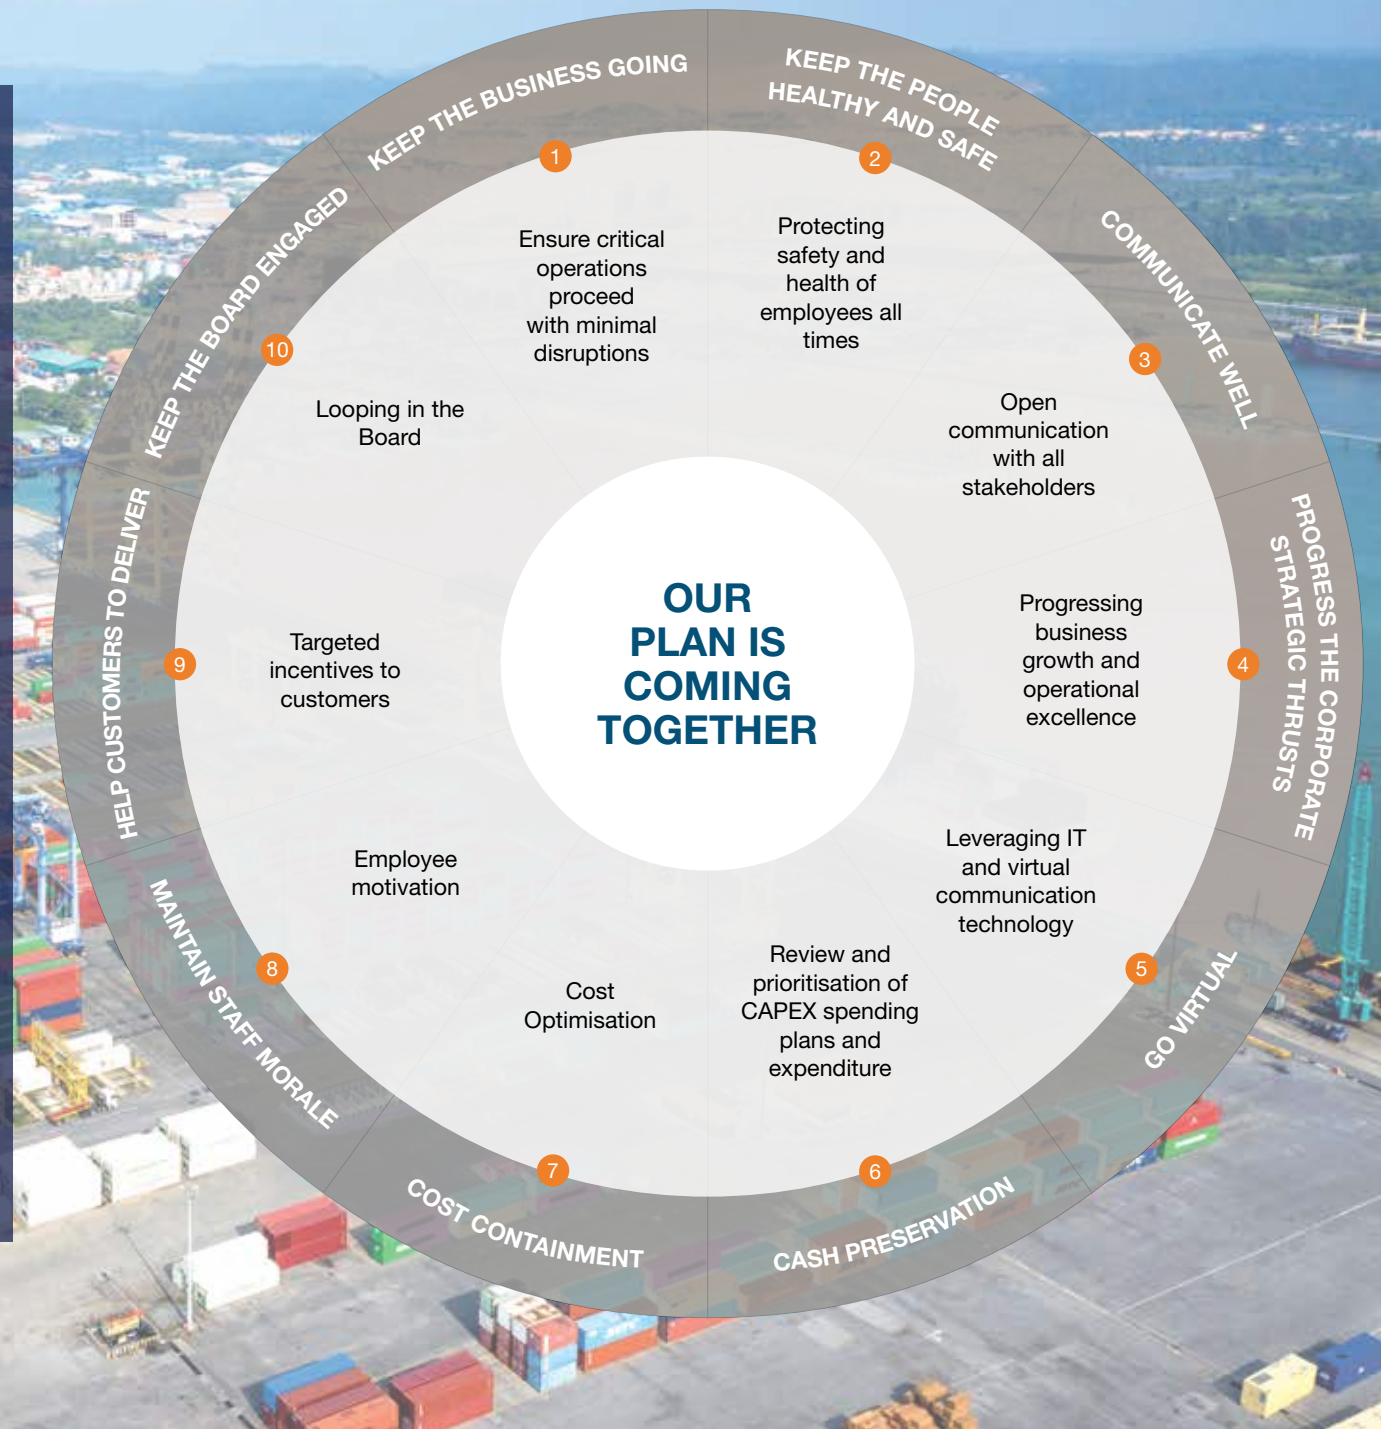 KEEP THE BUSINESS GOING
1
Ensure critical
operations
proceed
with minimal
disruptions
KEEP THE PEOPLE
HEALTHY AND SAFE
2
Protecting
safety and
health of
employees all
times
COMMUNICATE WELL
3
Open
communication
with all
stakeholders
PROGRESS THE CORPORATE
STRATEGIC THRUSTS
4
Progressing
business
growth and
operational
excellence
GO VIRTUAL
5
Leveraging IT
and virtual
communication
technology
CASH PRESERVATION
6
Review and
prioritisation of
CAPEX spending
plans and
expenditure
COST CONTAINMENT
7
Cost
Optimisation
MAINTAIN STAFF MORALE
8
Employee
motivation
HELP CUSTOMERS TO DELIVER
9
Targeted
incentives to
customers
KEEP THE BOARD ENGAGED
10
Looping in the
Board
OUR
PLAN IS
COMING
TOGETHER